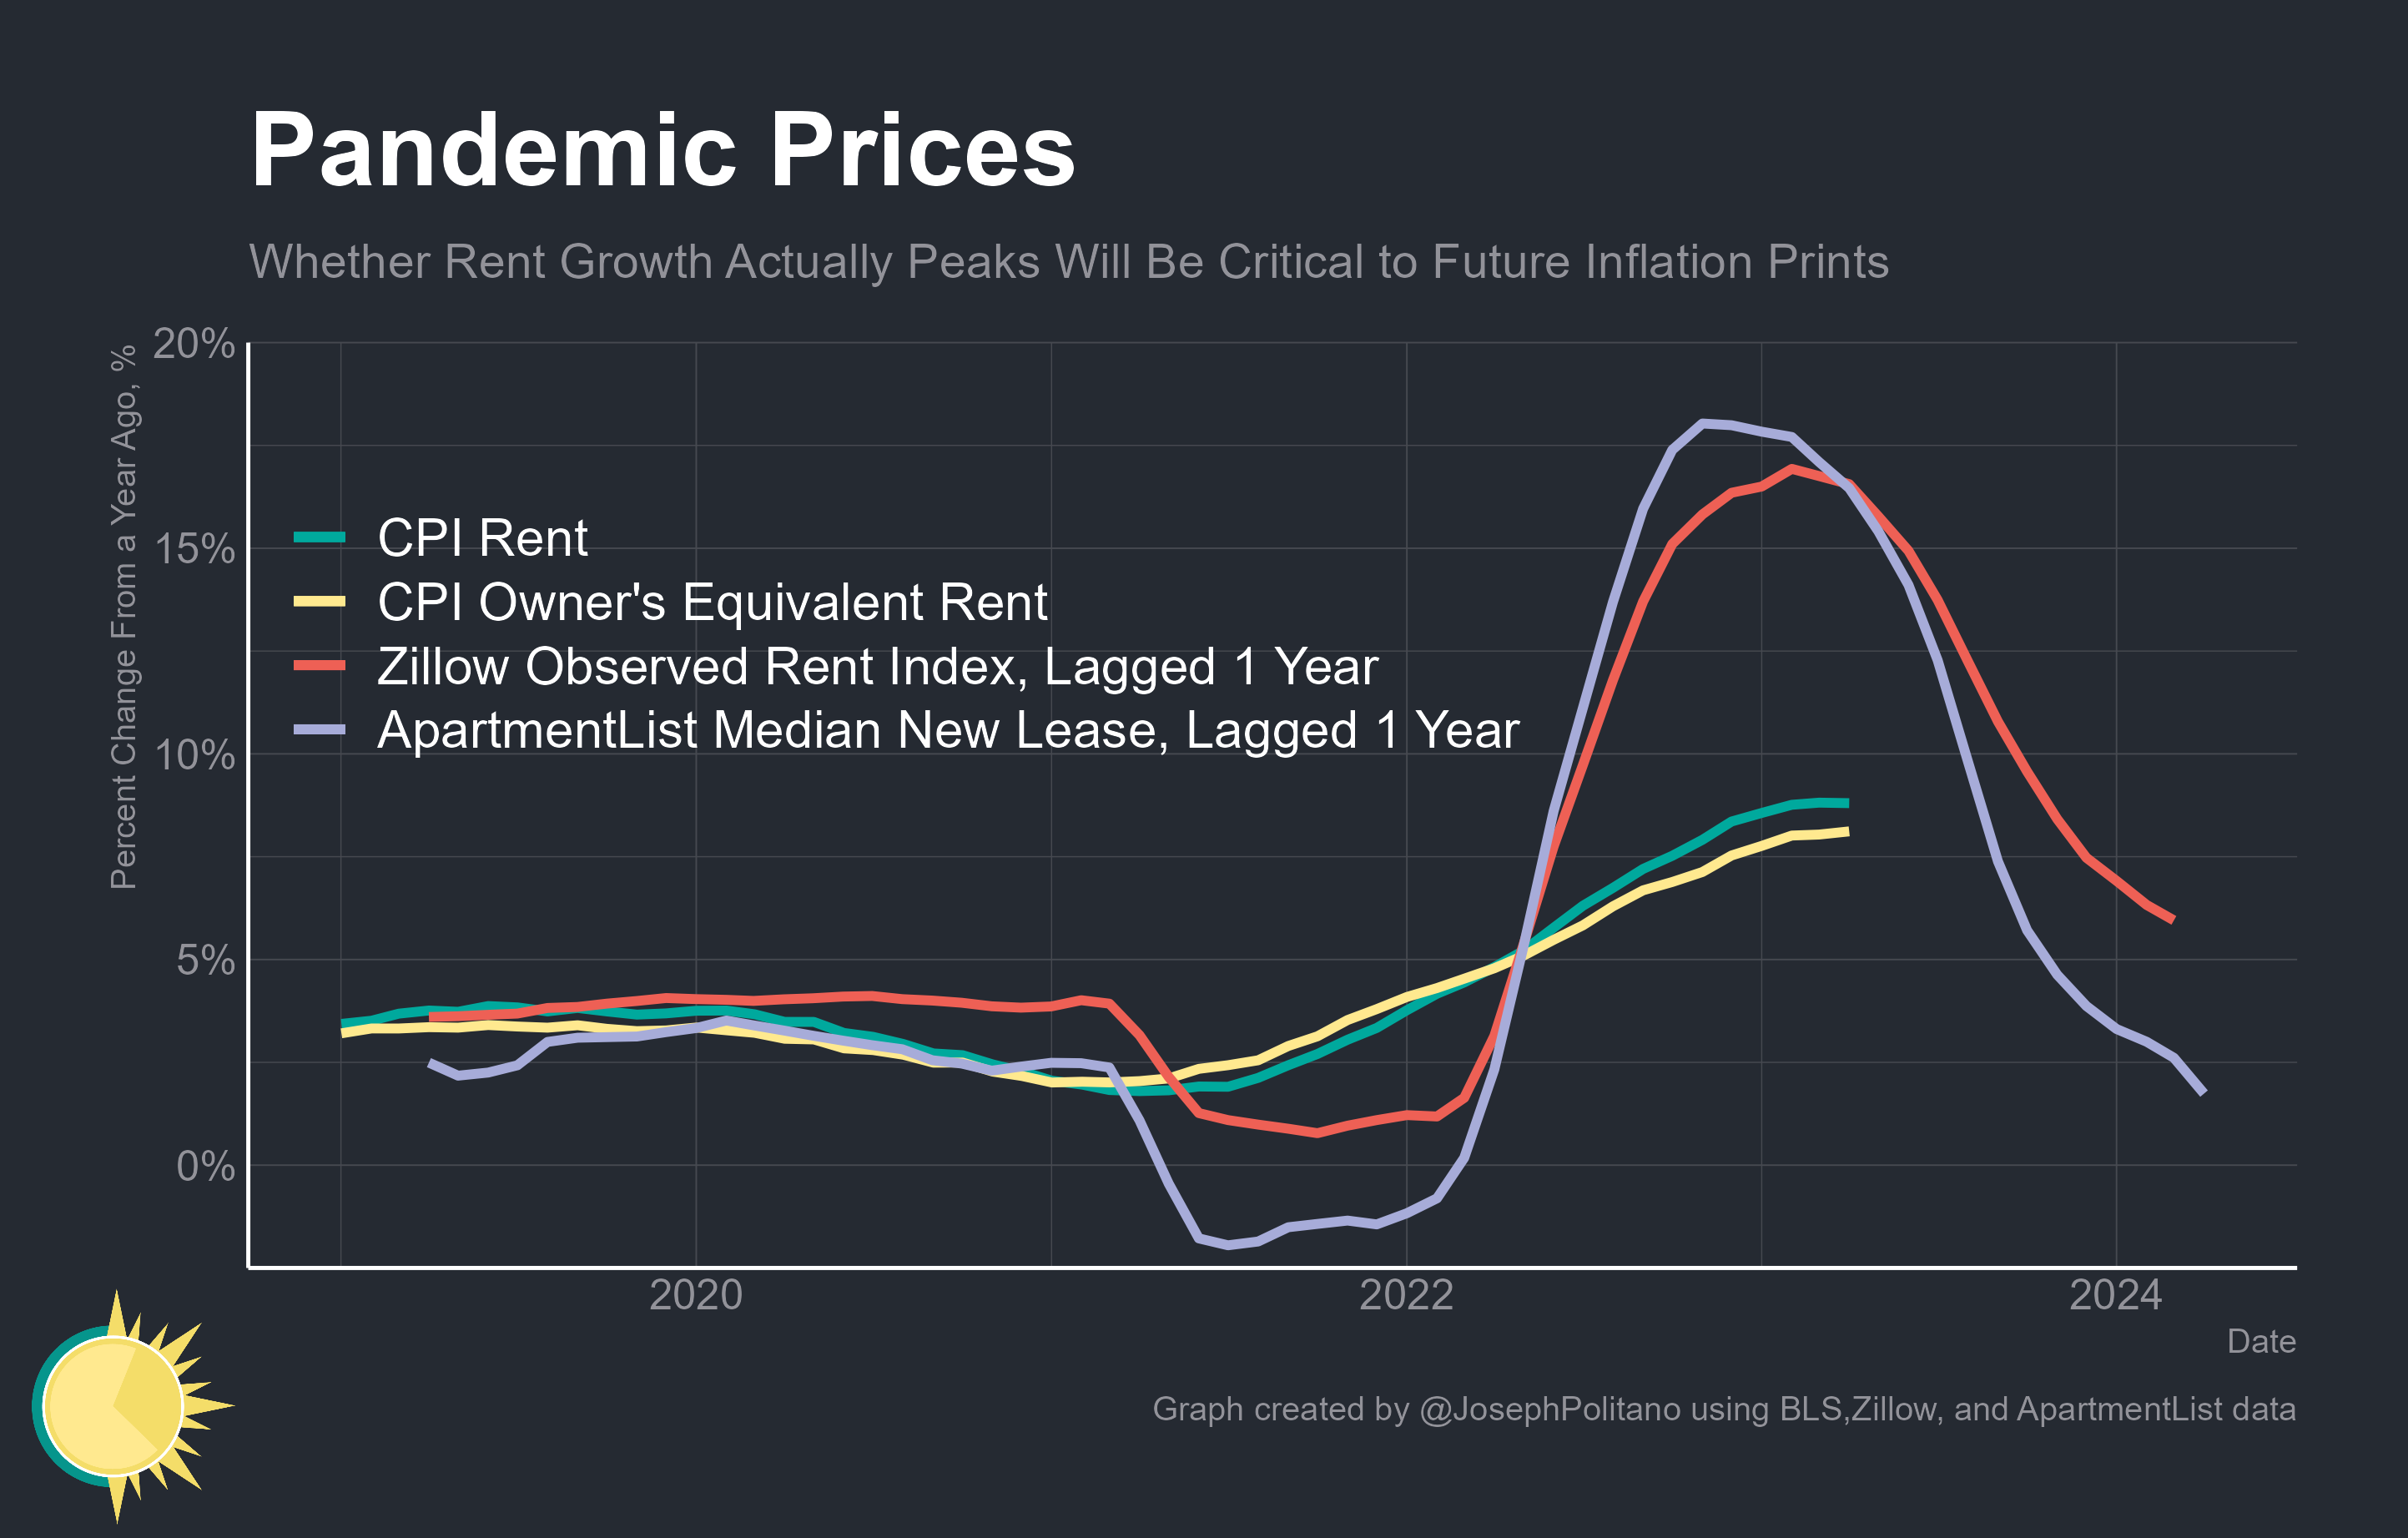 Pandemic Prices
Whether Rent Growth Actually Peaks Will Be Critical to Future Inflation Prints
Percent Change From a Year Ago, %
20%
15%
10%
5%
0%
CPI Rent
CPI Owner's Equivalent Rent
Zillow Observed Rent Index, Lagged 1 Year
ApartmentList Median New Lease, Lagged 1 Year
2020
2022
2024
Date
Graph created by @JosephPolitano using BLS,Zillow, and ApartmentList data